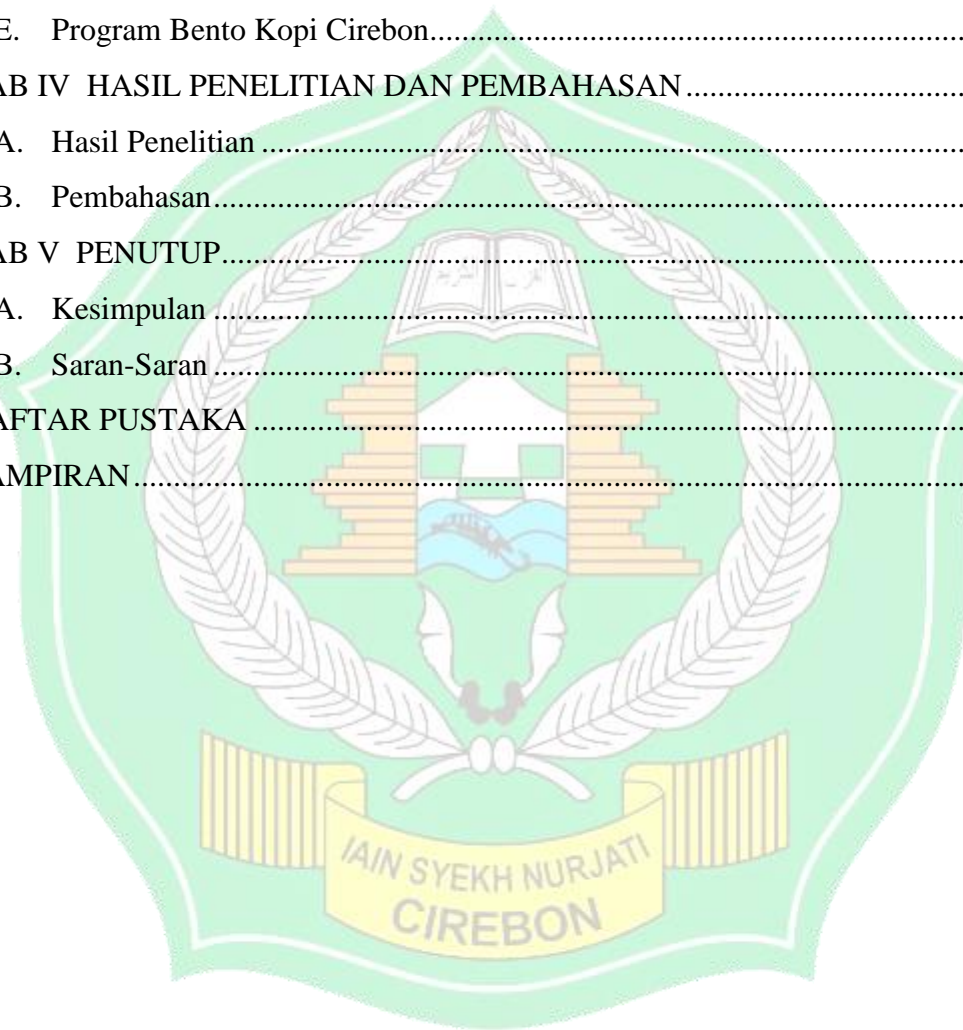 E. Program Bento Kopi Cirebon..........................................................................................
AB IV HASIL PENELITIAN DAN PEMBAHASAN..............................................
A. Hasil Penelitian ..........................................................................................
B. Pembahasan..........................................................................................
AB V PENUTUP..........................................................................................
A. Kesimpulan ..........................................................................................
B. Saran-Saran ..........................................................................................
AFTAR PUSTAKA ..........................................................................................
AMPIRAN..........................................................................................
IAIN SYEKH NURJATI
CIREBON